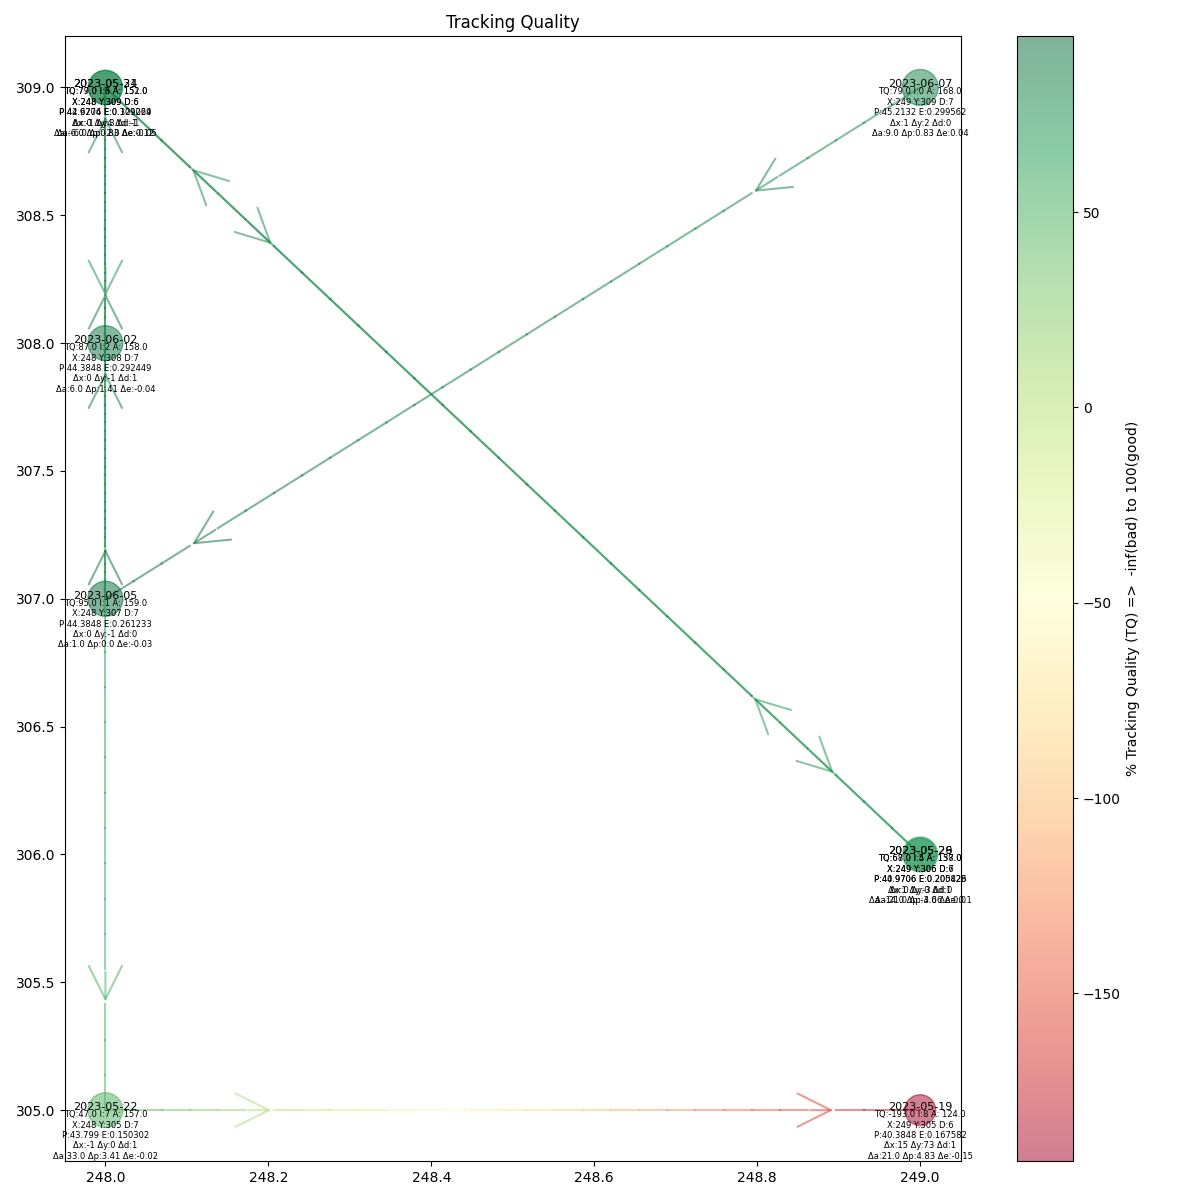 Tracking Quality
309.0
308.5
308.0
307.5
307.0
306.5
306.0
305.5
305.0
248.0
248.2
248.4
248.6
248.8
249.0
X:248 Y:309 D:6
2023-06-07
TQ:79.0 I:0 A: 168.0
X:249 Y:309 D:7
P:45.2132 E:0.299562
Δx:1 Δy:2 Δd:0
Δa:9.0 Δp:0.83 Δe:0.04
2023-06-02
TQ:87.0 I:2 A: 158.0
X:248 Y:308 D:7
P:44.3848 E:0.292449
Δx:0 Δy:-1 Δd:1
Δa:6.0 Δp:1.41 Δe:-0.04
2023-06-05
TQ:95.0 I:1 A: 159.0
X:248 Y:307 D:7
P:44.3848 E:0.261233
Δx:0 Δy:-1 Δd:0
Δa:1.0 Δp:0.0 Δe:-0.03
2023-05-22
TQ:47.0 I:7 A: 157.0
X:248 Y:305 D:7
P:43.799 E:0.150302
Δx:-1 Δy:0 Δd:1
Δa:33.0 Δp:3.41 Δe:-0.02
2023-05-19
TQ:-193.0 I:8 A: 124.0
X:249 Y:305 D:6
P:40.3848 E:0.167582
Δx:15 Δy:73 Δd:1
Δa:21.0 Δp:4.83 Δe:-0.15
50
0
−50
−100
−150
% Tracking Quality (TQ) => -inf(bad) to 100(good)